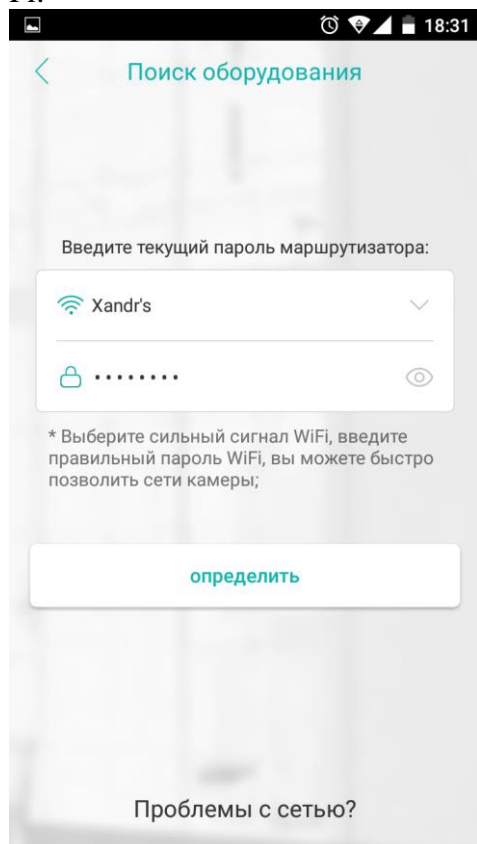 18:31
Поиск оборудования
Введите текущий пароль маршрутизатора:
Xandr's
········
* Выберите сильный сигнал WiFi, введите
правильный пароль WiFi, вы можете быстро
позволить сети камеры;
определить
Проблемы с сетью?